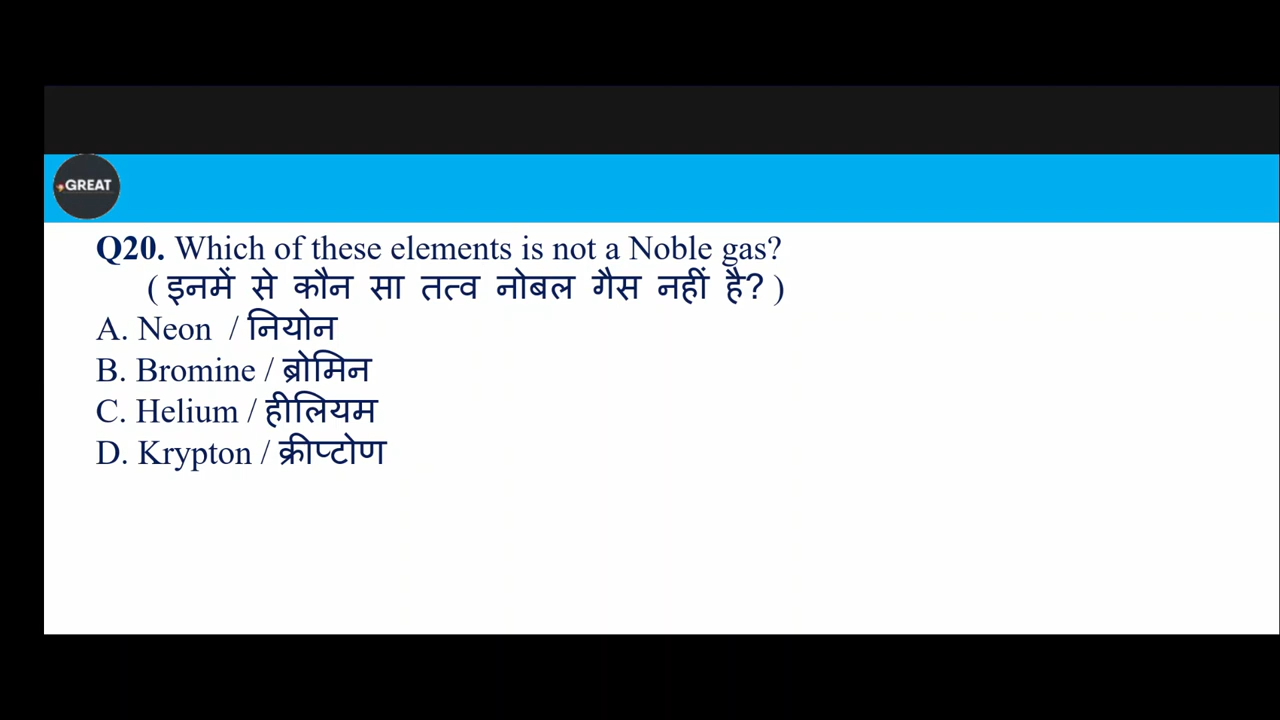 GREAT
Q20. Which of these elements is not a Noble gas?
( इनमें से कौन सा तत्व नोबल गैस नहीं है? )
A. Neon / नियोन
B. Bromine / ब्रोमिन
C. Helium / हीलियम
D. Krypton / क्रीप्टोण